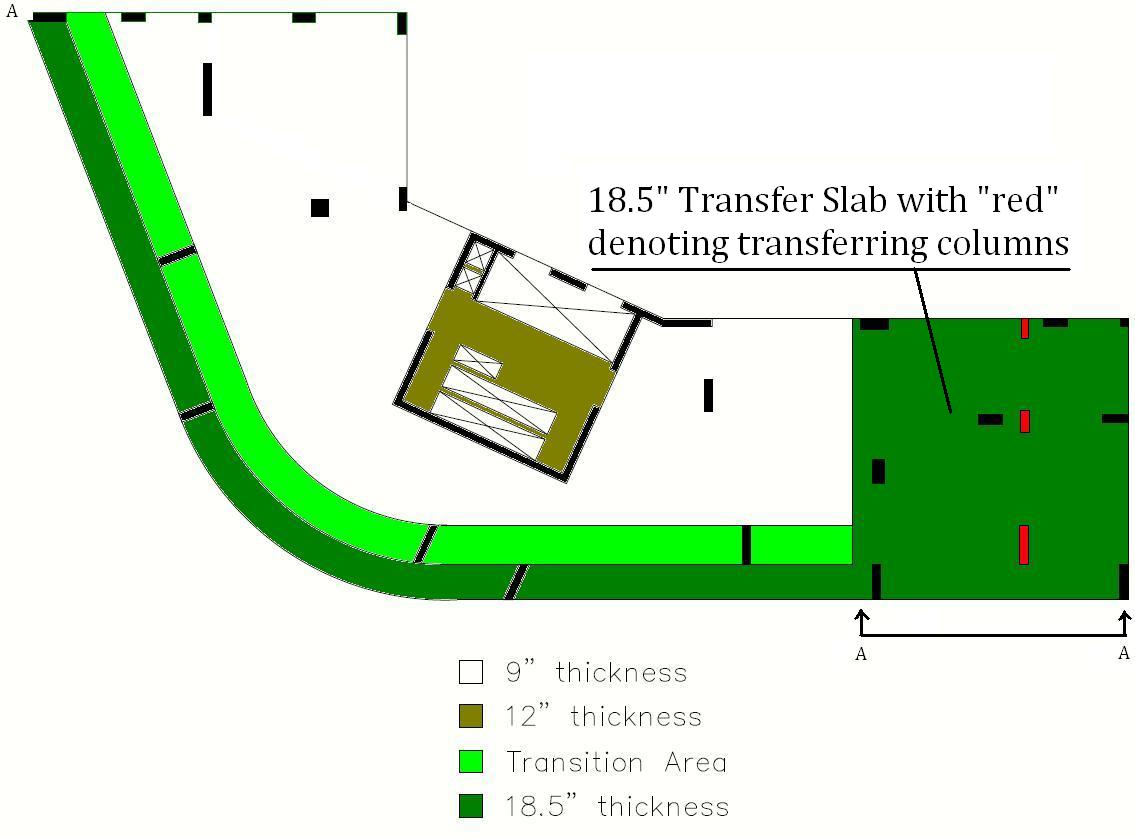 A
18.5" Transfer Slab with "red"
denoting transferring columns
A A
9” thickness
12” thickness
Transition Area
18.5” thickness